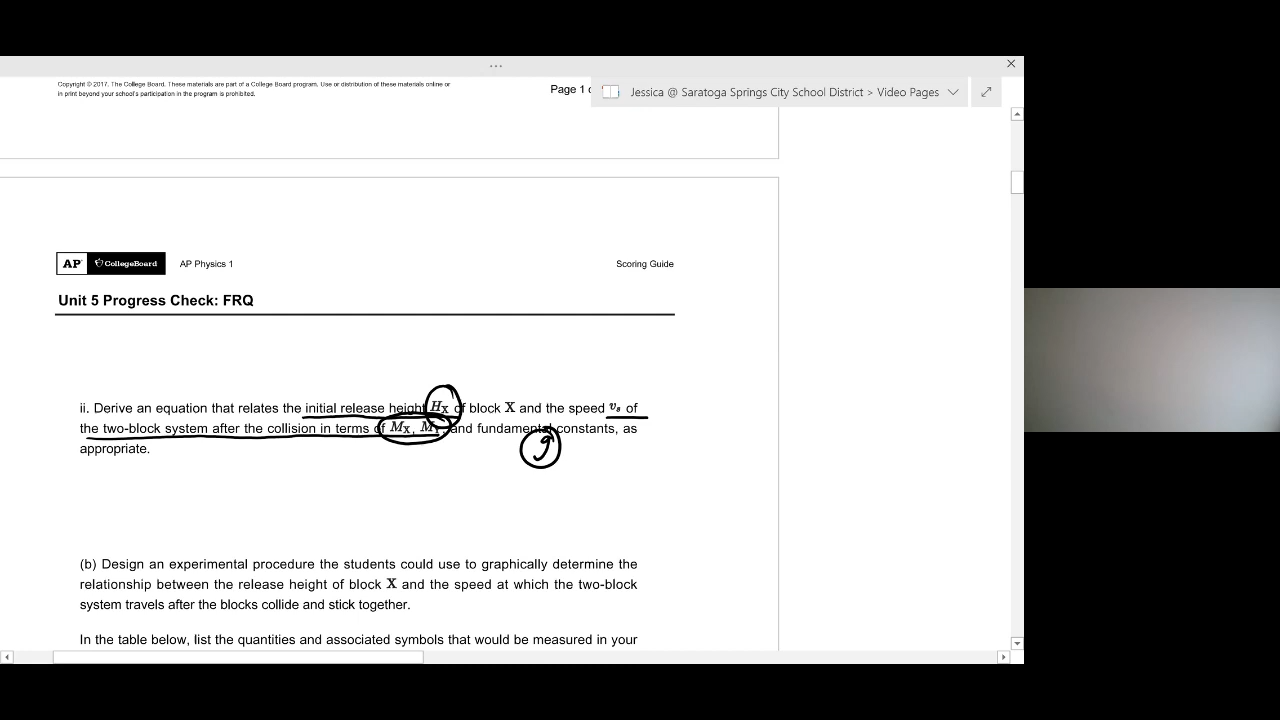 ...
Copyright © 2017. The College Board. These materials are part of a College Board program. Use or distribution of these materials online or
in print beyond your school's participation in the program is prohibited.
Page 1
Jessica @ Saratoga Springs City School District > Video Pages
AP CollegeBoard AP Physics 1 Scoring Guide
Unit 5 Progress Check: FRQ
ii. Derive an equation that relates the initial release height H_X of block X and the speed v_s of
the two-block system after the collision in terms of M_X, M_Y, and fundamental constants, as
g
appropriate.
(b) Design an experimental procedure the students could use to graphically determine the
relationship between the release height of block X and the speed at which the two-block
system travels after the blocks collide and stick together.
In the table below, list the quantities and associated symbols that would be measured in your